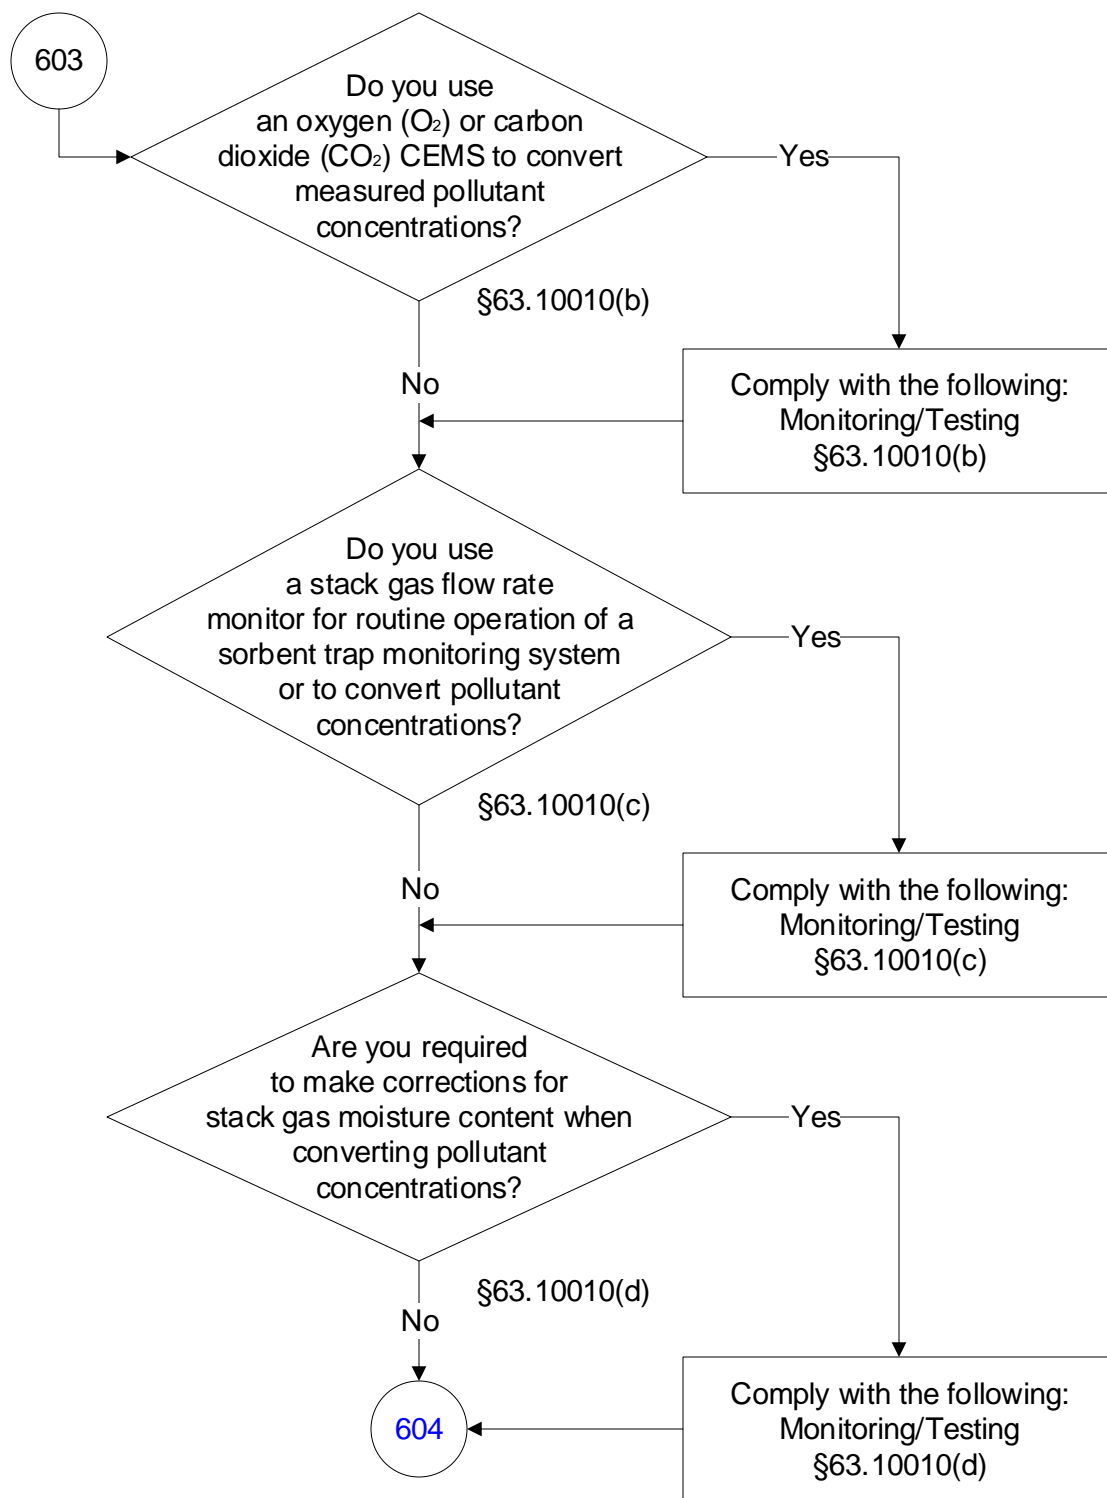 603
Do you use
an oxygen (O₂) or carbon
dioxide (CO₂) CEMS to convert
measured pollutant
concentrations?
Yes
§63.10010(b)
No
Comply with the following:
Monitoring/Testing
§63.10010(b)
Do you use
a stack gas flow rate
monitor for routine operation of a
sorbent trap monitoring system
or to convert pollutant
concentrations?
Yes
§63.10010(c)
No
Comply with the following:
Monitoring/Testing
§63.10010(c)
Are you required
to make corrections for
stack gas moisture content when
converting pollutant
concentrations?
Yes
§63.10010(d)
No
Comply with the following:
Monitoring/Testing
§63.10010(d)
604